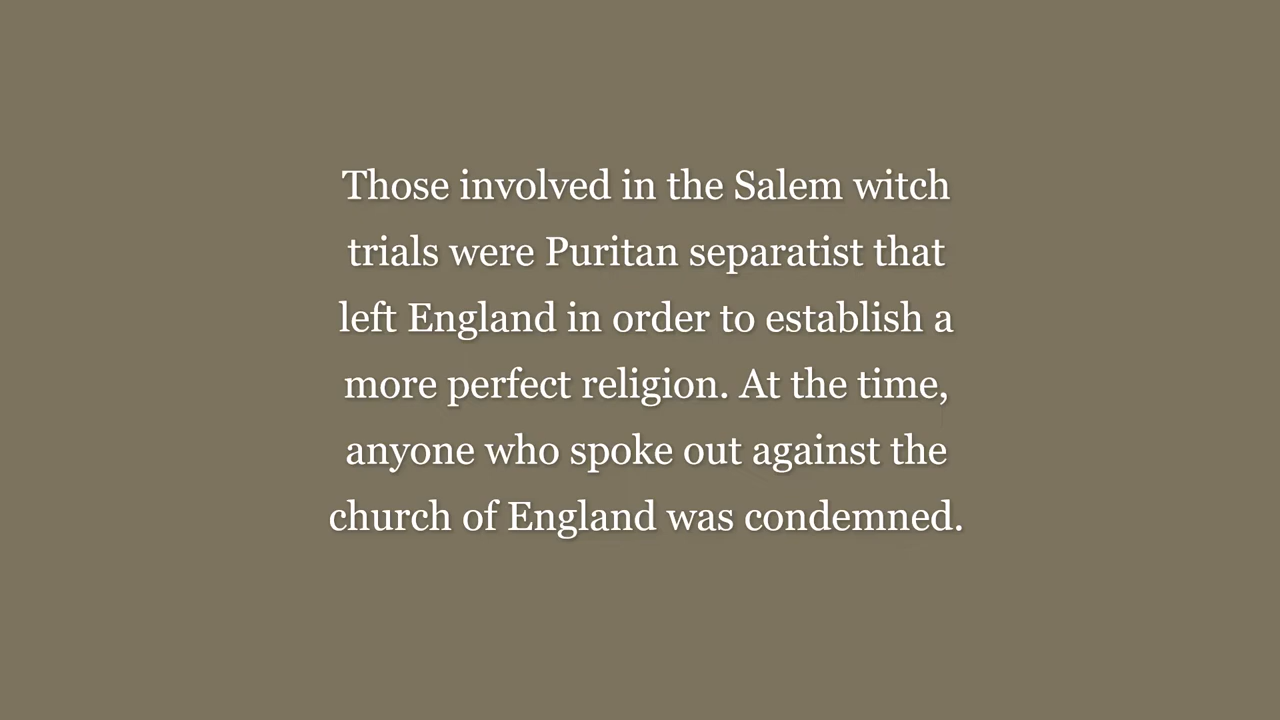 Those involved in the Salem witch
trials were Puritan separatist that
left England in order to establish a
more perfect religion. At the time,
anyone who spoke out against the
church of England was condemned.